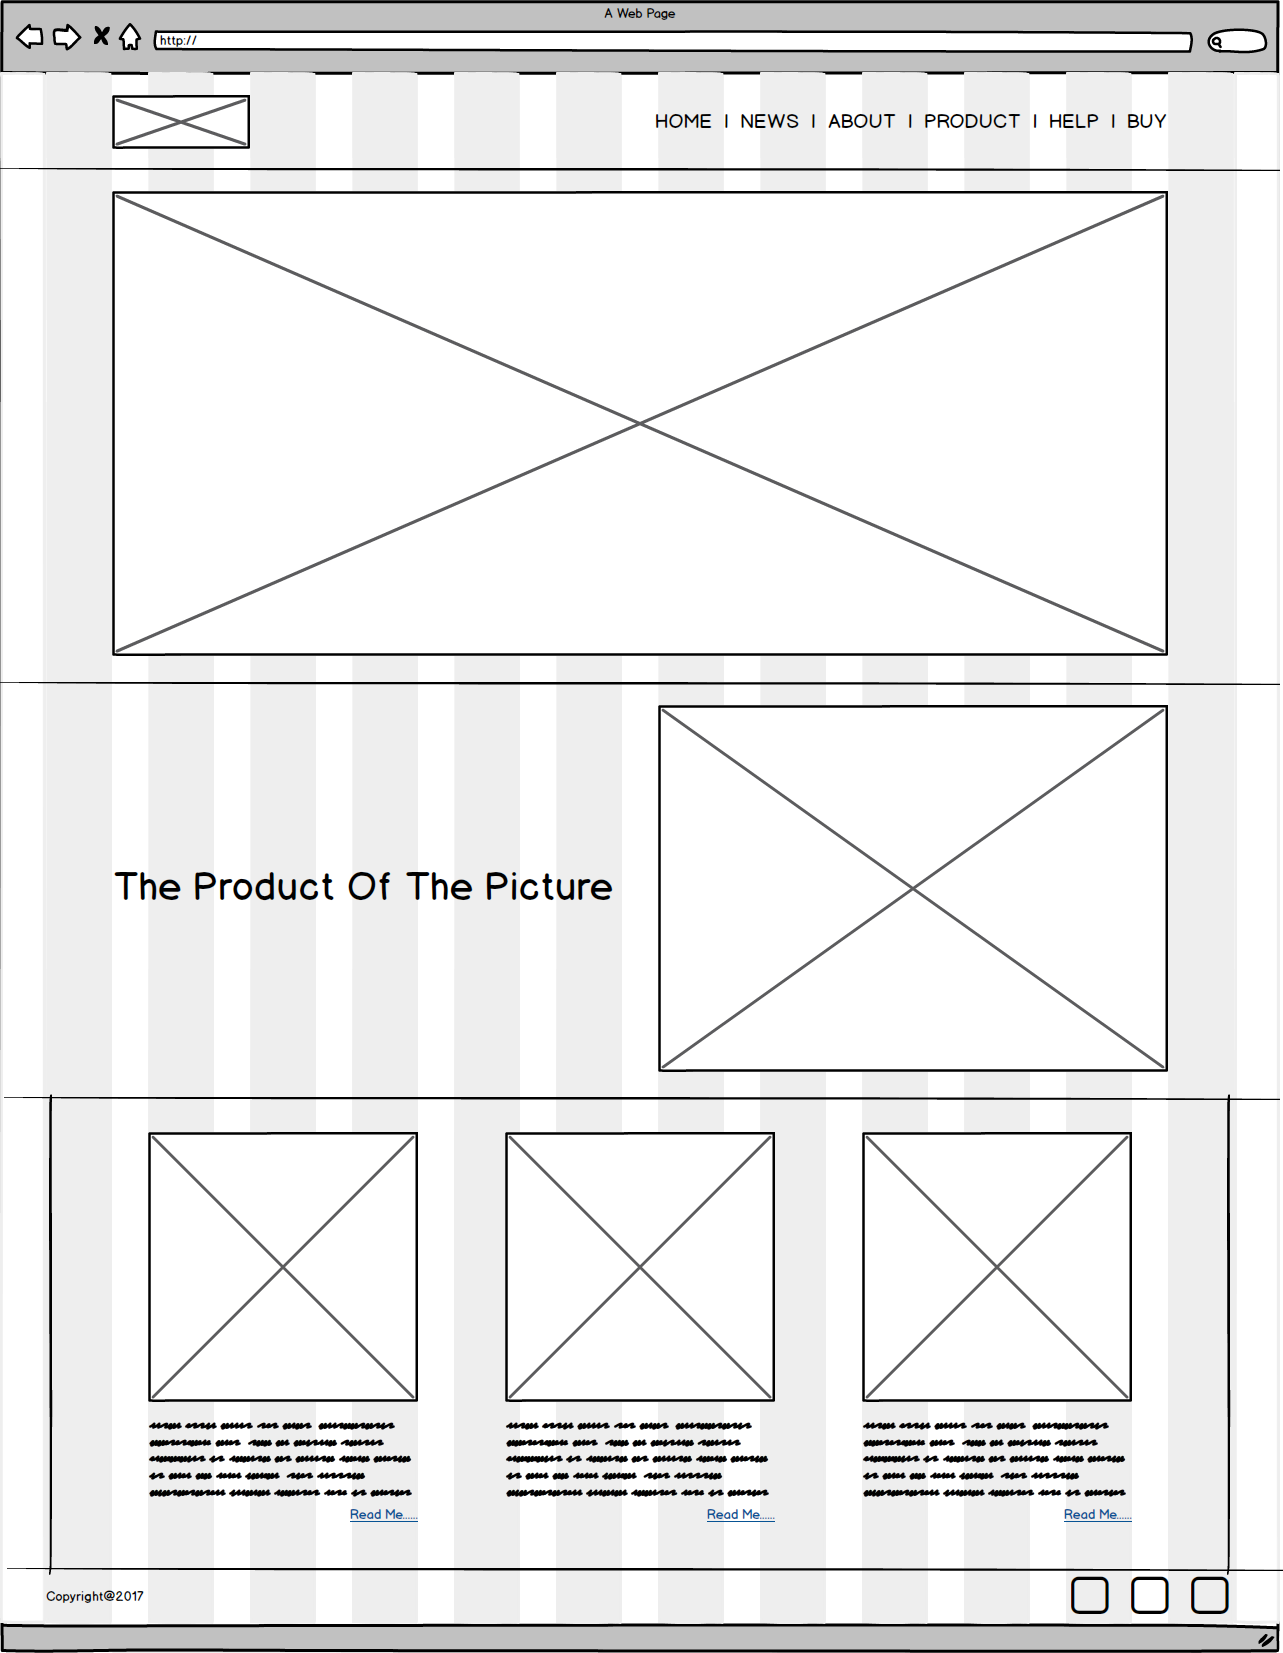 A Web Page
http://
HOME | NEWS | ABOUT | PRODUCT | HELP | BUY
The Product Of The Picture
Read Me......
Read Me......
Read Me......
Copyright@2017